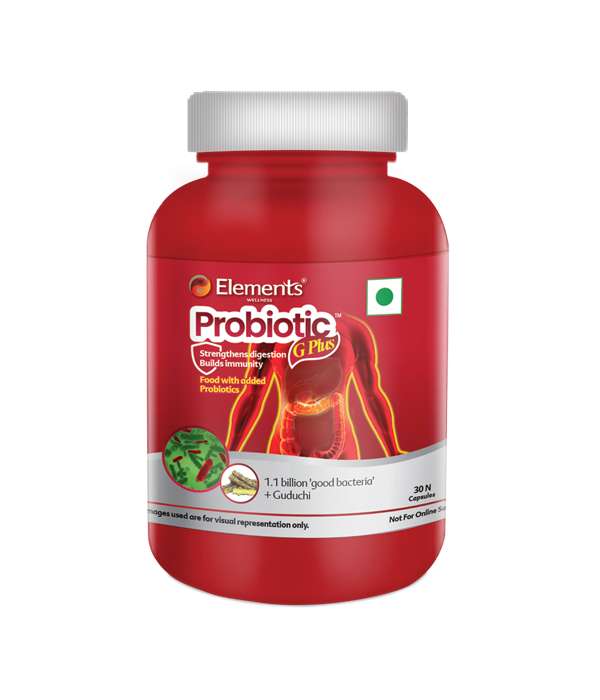 Elements®
WELLNESS
Probiotic™
G Plus
Strengthens digestion
Builds immunity
Food with added
Probiotics
1.1 billion 'good bacteria'
+ Guduchi
30 N
Capsules
images used are for visual representation only.
Not For Online